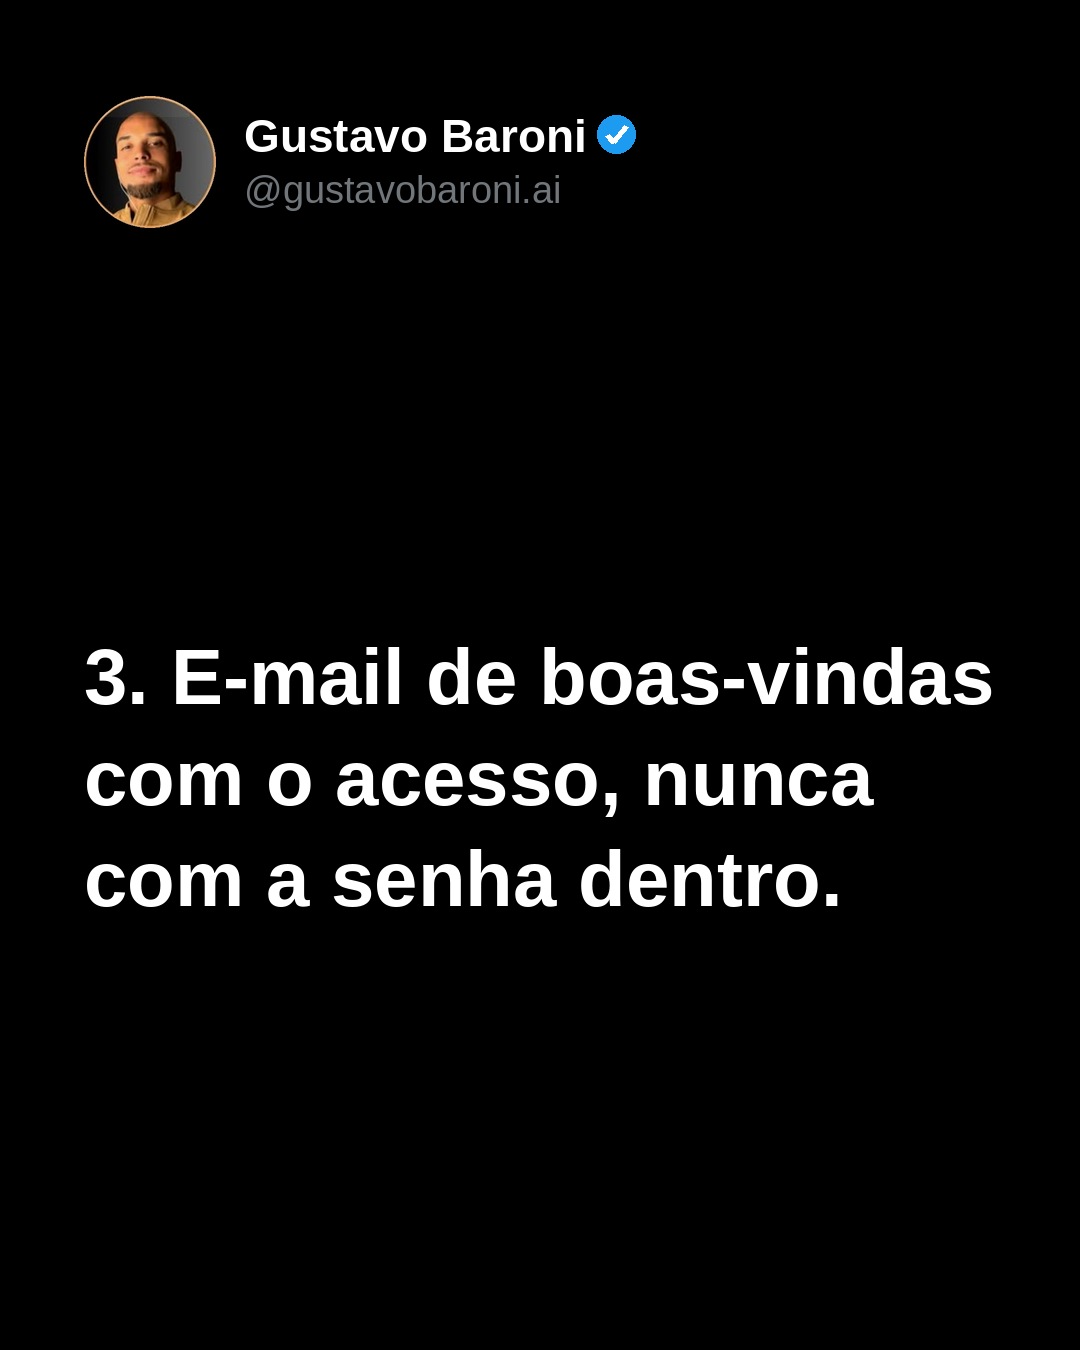 Gustavo Baroni
@gustavobaroni.ai
3. E-mail de boas-vindas
com o acesso, nunca
com a senha dentro.